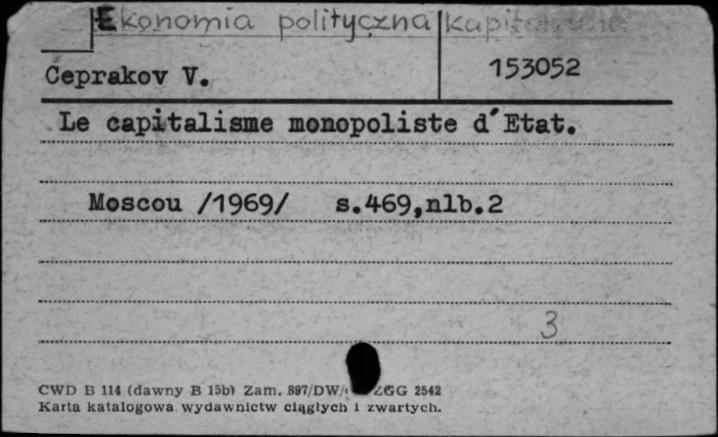 Ekonomia polityczna kapitalizmu
Ceprakov V.
153052
Le capitalisme monopoliste d'Etat.
Moscou /1969/ s.469,nlb.2
3
CWD B 114 (dawny B 15b) Zam. 897/DW/ ZGG 2542
Karta katalogowa wydawnictw ciągłych i zwartych.